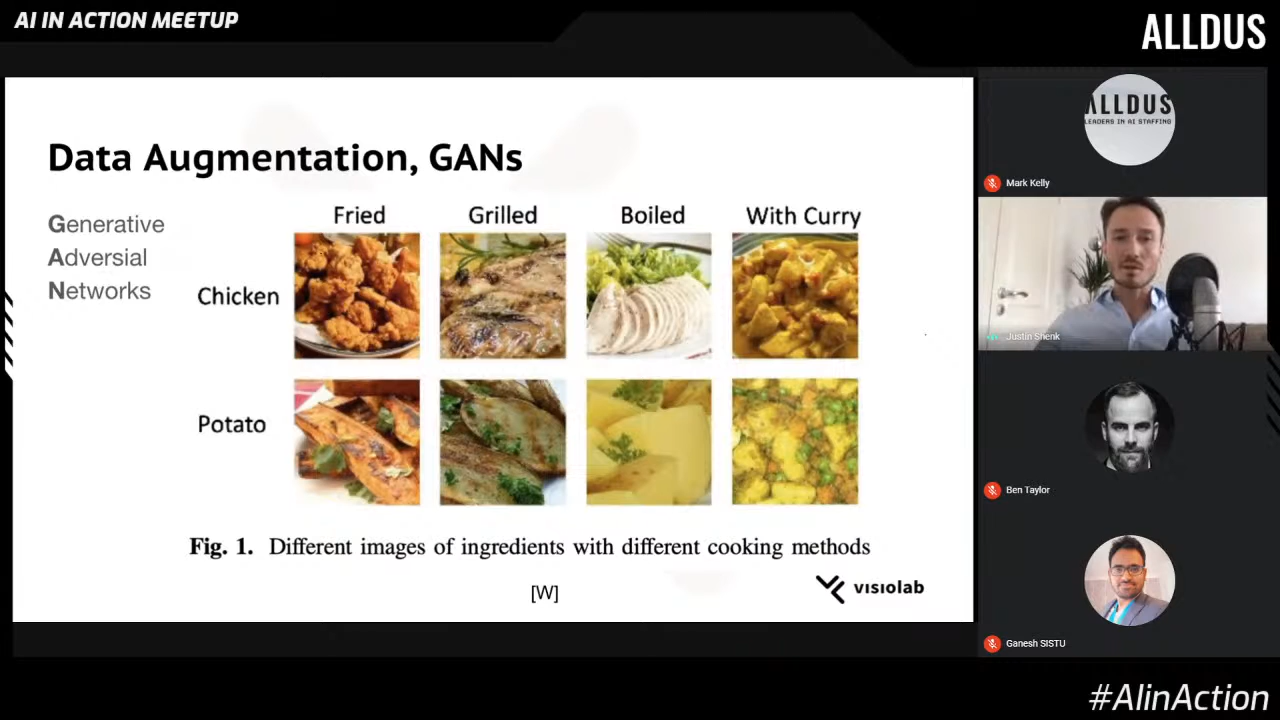 AI IN ACTION MEETUP
ALLDUS
Data Augmentation, GANs
Generative
Adversial
Networks
Fried Grilled Boiled With Curry
Chicken
Potato
Fig. 1. Different images of ingredients with different cooking methods
[W]
visiolab
ALLDUS
LEADERS IN AI STAFFING
Mark Kelly
Justin Shenk
Ben Taylor
Ganesh SISTU
#AIinAction